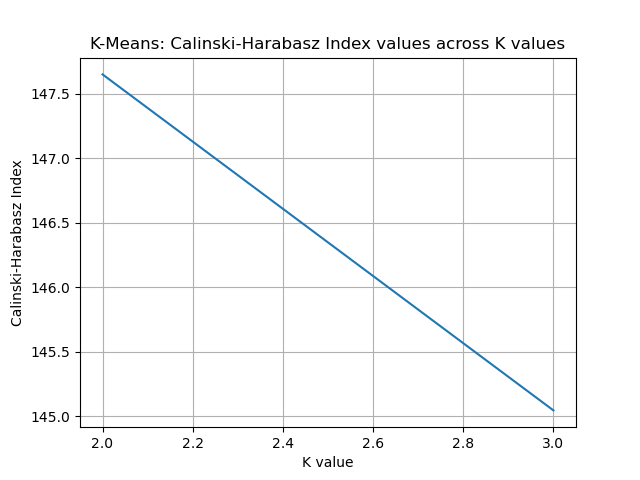 K-Means: Calinski-Harabasz Index values across K values
147.5
147.0
146.5
146.0
145.5
145.0
Calinski-Harabasz Index
2.0 2.2 2.4 2.6 2.8 3.0
K value